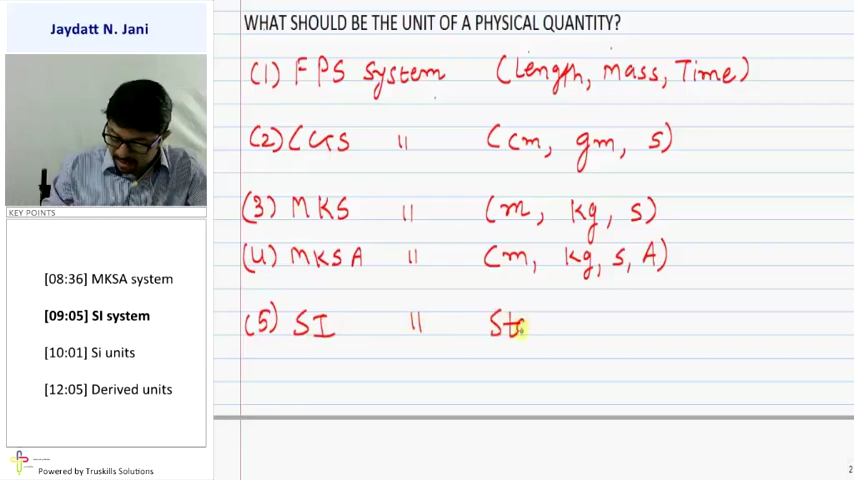 Jaydatt N. Jani
WHAT SHOULD BE THE UNIT OF A PHYSICAL QUANTITY?
(1) FPS System (Length, mass, Time)
(2) CGS " (cm, gm, s)
(3) MKS " (m, kg, s)
(4) MKSA " (m, kg, s, A)
(5) SI " Sts
KEY POINTS
[08:36] MKSA system
[09:05] SI system
[10:01] Si units
[12:05] Derived units
Powered by Truskills Solutions
2